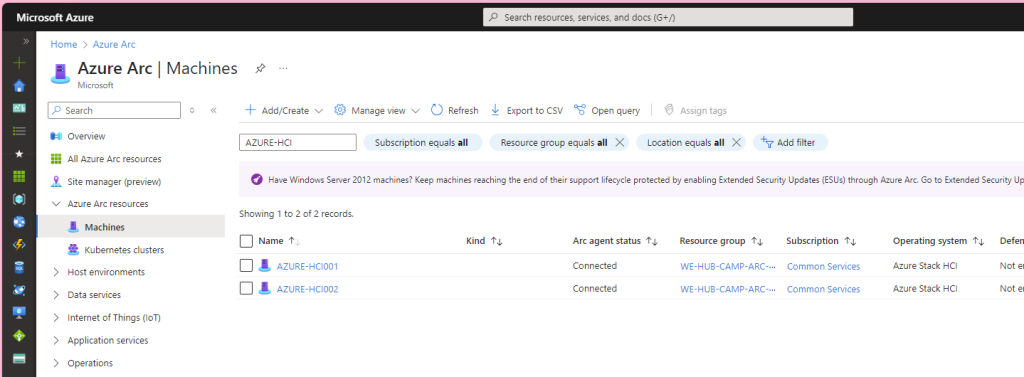 Microsoft Azure
Search resources, services, and docs (G+/)
Home > Azure Arc
Azure Arc | Machines
Microsoft
Search
Overview
All Azure Arc resources
Site manager (preview)
Azure Arc resources
Machines
Kubernetes clusters
Host environments
Data services
Internet of Things (IoT)
Application services
Operations
Add/Create Manage view Refresh Export to CSV Open query Assign tags
AZURE-HCI Subscription equals all Resource group equals all Location equals all Add filter
Have Windows Server 2012 machines? Keep machines reaching the end of their support lifecycle protected by enabling Extended Security Updates (ESUs) through Azure Arc. Go to Extended Security Up
Showing 1 to 2 of 2 records.
Name Kind Arc agent status Resource group Subscription Operating system Defen
AZURE-HCI001 Connected WE-HUB-CAMP-ARC-... Common Services Azure Stack HCI Not e
AZURE-HCI002 Connected WE-HUB-CAMP-ARC-... Common Services Azure Stack HCI Not e